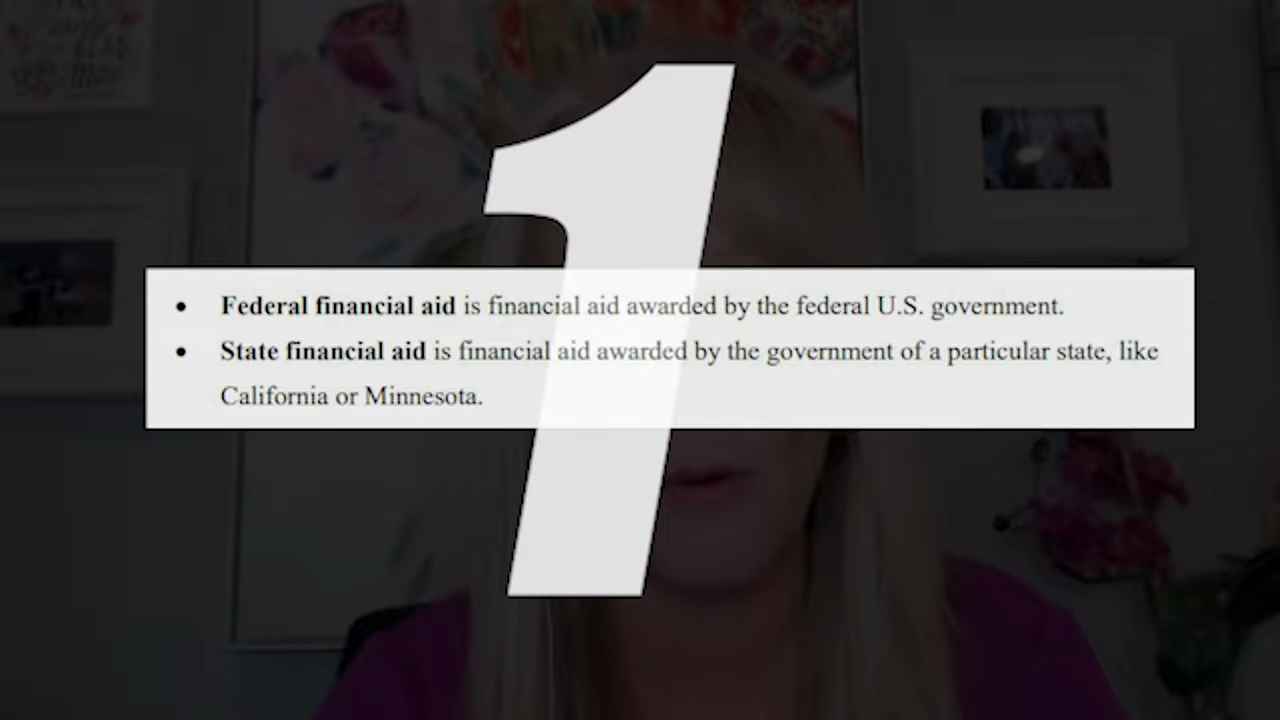 1
• Federal financial aid is financial aid awarded by the federal U.S. government.
• State financial aid is financial aid awarded by the government of a particular state, like
California or Minnesota.